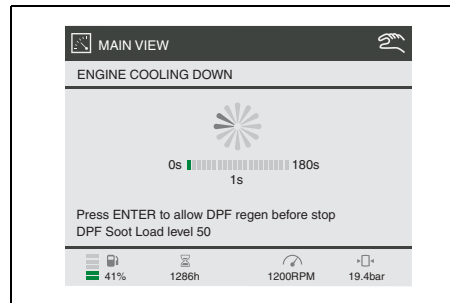 MAIN VIEW
ENGINE COOLING DOWN
0s 180s
1s
Press ENTER to allow DPF regen before stop
DPF Soot Load level 50
41% 1286h 1200RPM 19.4bar